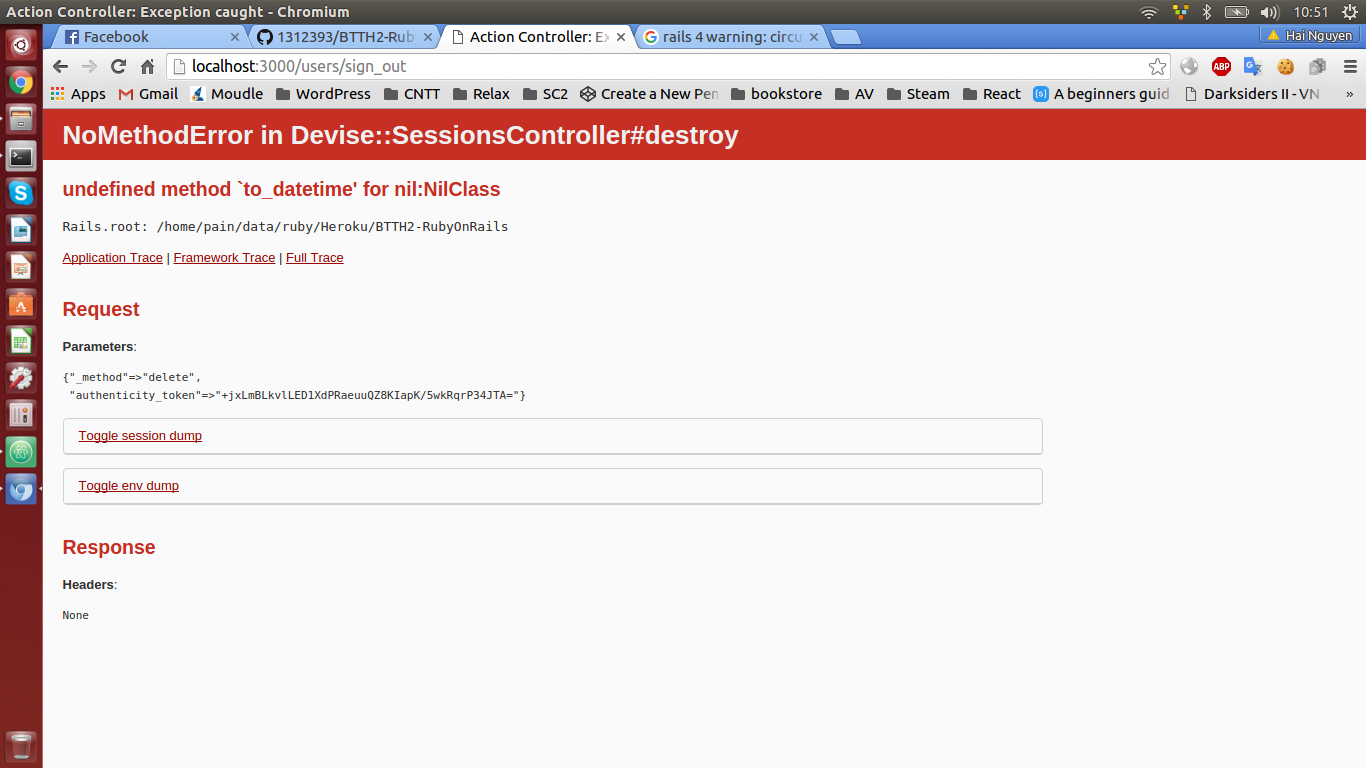 Action Controller: Exception caught - Chromium
10:51
Facebook
1312393/BTTH2-Rub
Action Controller: Ex
rails 4 warning: circu
Hai Nguyen
localhost:3000/users/sign_out
ABP
Apps
Gmail
Moudle
WordPress
CNTT
Relax
SC2
Create a New Pen
bookstore
AV
Steam
React
A beginners guid
Darksiders II - VN
»
NoMethodError in Devise::SessionsController#destroy
undefined method `to_datetime' for nil:NilClass
Rails.root: /home/pain/data/ruby/Heroku/BTTH2-RubyOnRails
Application Trace | Framework Trace | Full Trace
Request
Parameters:
{"_method"=>"delete",
"authenticity_token"=>"+jxLmBLkvlLED1XdPRaeuuQZ8KIapK/5wkRqrP34JTA="}
Toggle session dump
Toggle env dump
Response
Headers:
None